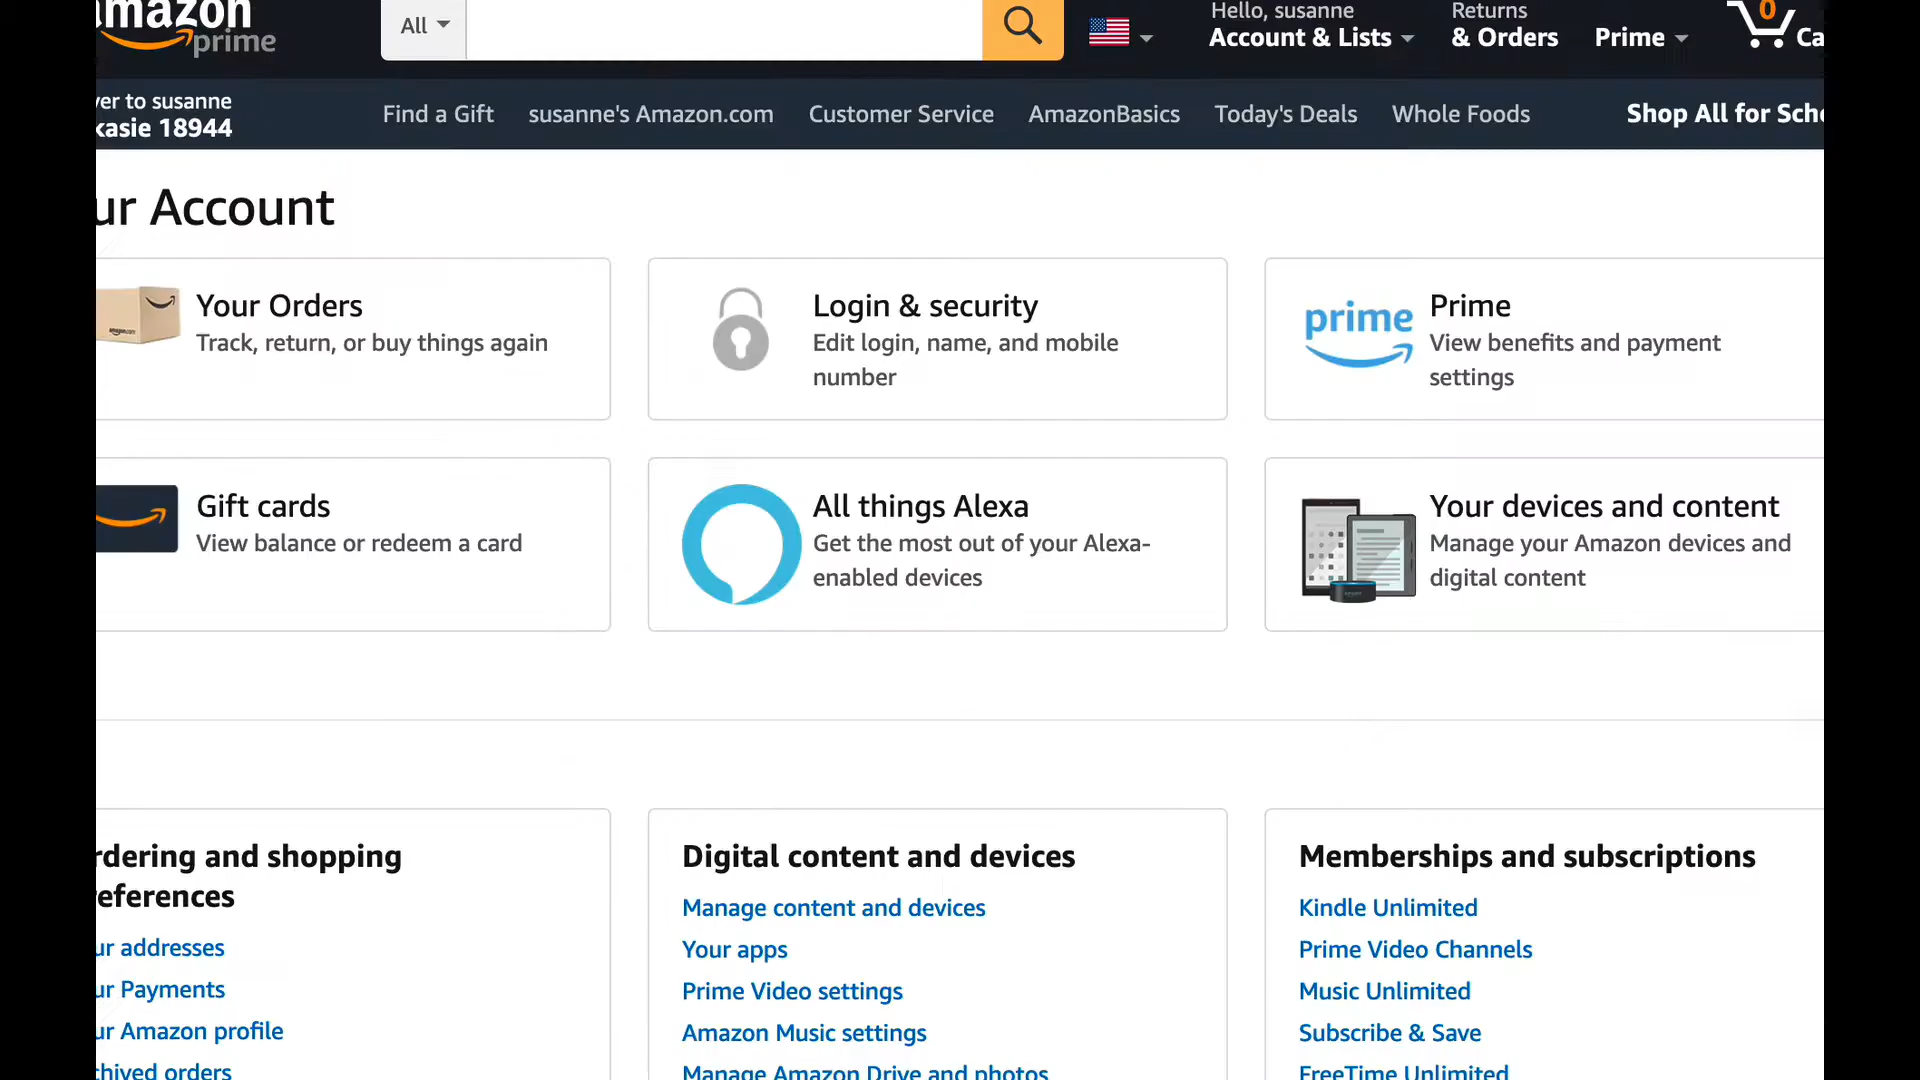 amazon
prime
All
Hello, susanne
Account & Lists
Returns
& Orders
Prime
0
Ca
ver to susanne
kasie 18944
Find a Gift
susanne's Amazon.com
Customer Service
AmazonBasics
Today's Deals
Whole Foods
Shop All for Scho
ur Account
Your Orders
Track, return, or buy things again
Login & security
Edit login, name, and mobile
number
prime
Prime
View benefits and payment
settings
Gift cards
View balance or redeem a card
All things Alexa
Get the most out of your Alexa-
enabled devices
Your devices and content
Manage your Amazon devices and
digital content
rdering and shopping
references
ur addresses
ur Payments
ur Amazon profile
chived orders
Digital content and devices
Manage content and devices
Your apps
Prime Video settings
Amazon Music settings
Manage Amazon Drive and photos
Memberships and subscriptions
Kindle Unlimited
Prime Video Channels
Music Unlimited
Subscribe & Save
FreeTime Unlimited